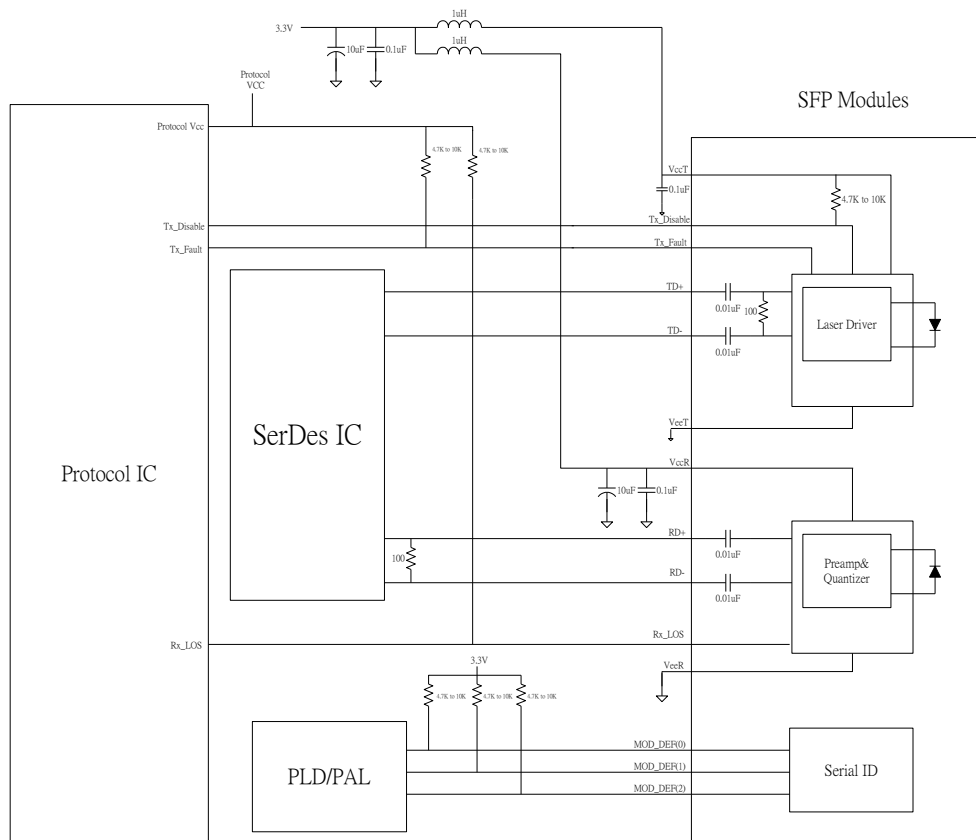 1uH
3.3V
1uH
10uF
0.1uF
Protocol
VCC
SFP Modules
Protocol Vcc
4.7K to 10K
4.7K to 10K
VccT
0.1uF
4.7K to 10K
Tx_Disable
Tx_Disable
Tx_Fault
Tx_Fault
TD+
0.01uF
100
Laser Driver
TD-
0.01uF
SerDes IC
VeeT
Protocol IC
VccR
10uF
0.1uF
RD+
0.01uF
100
Preamp&
Quantizer
RD-
0.01uF
Rx_LOS
Rx_LOS
3.3V
VeeR
4.7K to 10K
4.7K to 10K
4.7K to 10K
MOD_DEF(0)
PLD/PAL
MOD_DEF(1)
Serial ID
MOD_DEF(2)